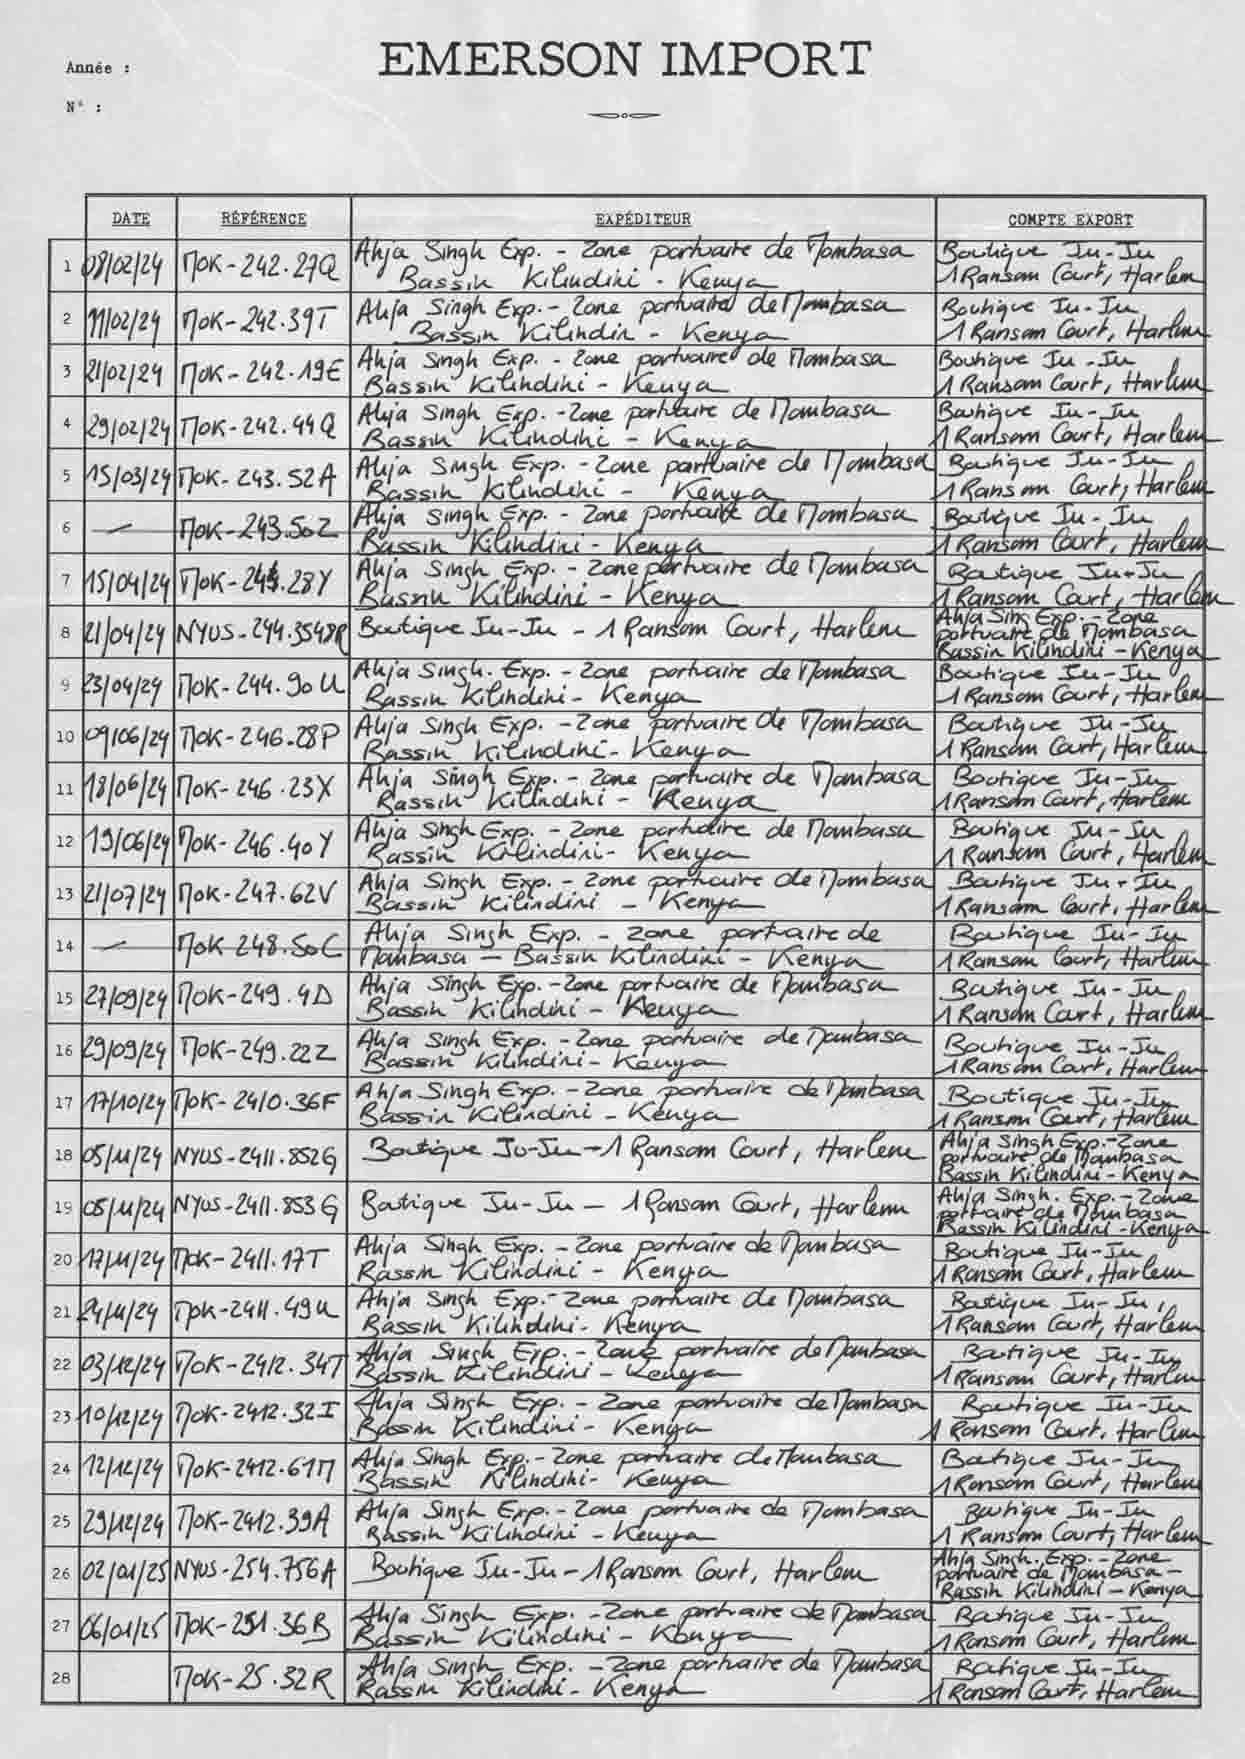 EMERSON IMPORT
Année :
N° :
DATE RÉFÉRENCE EXPÉDITEUR COMPTE EXPORT
1 08/02/24 MOK-242.27Q Ahja Singh Exp. - Zone portuaire de Mombasa Boutique Ju-Ju
Bassin Kilindini - Kenya 1 Ransom Court, Harlem
2 11/02/24 MOK-242.39T Ahja Singh Exp. - Zone portuaire de Mombasa Boutique Ju-Ju
Bassin Kilindin - Kenya 1 Ransom Court, Harlem
3 21/02/24 MOK-242.19E Ahja Singh Exp. - Zone portuaire de Mombasa Boutique Ju-Ju
Bassin Kilindini - Kenya 1 Ransom Court, Harlem
4 29/02/24 MOK-242.44Q Ahja Singh Exp. - Zone portuaire de Mombasa Boutique Ju-Ju
Bassin Kilindini - Kenya 1 Ransom Court, Harlem
5 15/03/24 MOK-243.52A Ahja Singh Exp. - Zone portuaire de Mombasa Boutique Ju-Ju
Bassin Kilindini - Kenya 1 Ransom Court, Harlem
6 — MOK-243.50Z Ahja Singh Exp. - Zone portuaire de Mombasa Boutique Ju-Ju
Bassin Kilindini - Kenya 1 Ransom Court, Harlem
7 15/04/24 MOK-244.28Y Ahja Singh Exp. - Zone portuaire de Mombasa Boutique Ju-Ju
Bassin Kilindini - Kenya 1 Ransom Court, Harlem
8 21/04/24 NYUS-244.3548R Boutique Ju-Ju - 1 Ransom Court, Harlem Ahja Sing Exp. - Zone
portuaire de Mombasa
Bassin Kilindini - Kenya
9 23/04/24 MOK-244.90U Ahja Singh. Exp. - Zone portuaire de Mombasa Boutique Ju-Ju
Bassin Kilindini - Kenya 1 Ransom Court, Harlem
10 09/06/24 MOK-246.28P Ahja Singh Exp. - Zone portuaire de Mombasa Boutique Ju-Ju
Bassin Kilindini - Kenya 1 Ransom Court, Harlem
11 18/06/24 MOK-246.23X Ahja Singh Exp. - Zone portuaire de Mombasa Boutique Ju-Ju
Bassin Kilindini - Kenya 1 Ransom Court, Harlem
12 19/06/24 MOK-246.40Y Ahja Singh Exp. - Zone portuaire de Mombasa Boutique Ju-Ju
Bassin Kilindini - Kenya 1 Ransom Court, Harlem
13 21/07/24 MOK-247.62V Ahja Singh Exp. - Zone portuaire de Mombasa Boutique Ju-Ju
Bassin Kilindini - Kenya 1 Ransom Court, Harlem
14 — MOK-248.50C Ahja Singh Exp. - Zone portuaire de Boutique Ju-Ju
Mombasa - Bassin Kilindini - Kenya 1 Ransom Court, Harlem
15 27/09/24 MOK-249.4D Ahja Singh Exp. - Zone portuaire de Mombasa Boutique Ju-Ju
Bassin Kilindini - Kenya 1 Ransom Court, Harlem
16 29/09/24 MOK-249.22Z Ahja Singh Exp. - Zone portuaire de Mombasa Boutique Ju-Ju
Bassin Kilindini - Kenya 1 Ransom Court, Harlem
17 17/10/24 MOK-2410.36F Ahja Singh Exp. - Zone portuaire de Mombasa Boutique Ju-Ju
Bassin Kilindini - Kenya 1 Ransom Court, Harlem
18 05/11/24 NYUS-2411.852G Boutique Ju-Ju - 1 Ransom Court, Harlem Ahja Singh Exp. - Zone
portuaire de Mombasa
Bassin Kilindini - Kenya
19 05/11/24 NYUS-2411.853G Boutique Ju-Ju - 1 Ransom Court, Harlem Ahja Singh. Exp. - Zone
portuaire de Mombasa
Bassin Kilindini - Kenya
20 17/11/24 MOK-2411.17T Ahja Singh Exp. - Zone portuaire de Mombasa Boutique Ju-Ju
Bassin Kilindini - Kenya 1 Ransom Court, Harlem
21 24/11/24 MOK-2411.49U Ahja Singh Exp. - Zone portuaire de Mombasa Boutique Ju-Ju,
Bassin Kilindini - Kenya 1 Ransom Court, Harlem
22 03/12/24 MOK-2412.34T Ahja Singh Exp. - Zone portuaire de Mombasa Boutique Ju-Ju
Bassin Kilindini - Kenya 1 Ransom Court, Harlem
23 10/12/24 MOK-2412.32I Ahja Singh Exp. - Zone portuaire de Mombasa Boutique Ju-Ju
Bassin Kilindini - Kenya 1 Ransom Court, Harlem
24 12/12/24 MOK-2412.61M Ahja Singh Exp. - Zone portuaire de Mombasa Boutique Ju-Ju
Bassin Kilindini - Kenya 1 Ransom Court, Harlem
25 29/12/24 MOK-2412.39A Ahja Singh Exp. - Zone portuaire de Mombasa Boutique Ju-Ju
Bassin Kilindini - Kenya 1 Ransom Court, Harlem
26 02/01/25 NYUS-254.756A Boutique Ju-Ju - 1 Ransom Court, Harlem Ahja Singh. Exp. - Zone
portuaire de Mombasa -
Bassin Kilindini - Kenya
27 06/01/25 MOK-251.36B Ahja Singh Exp. - Zone portuaire de Mombasa Boutique Ju-Ju
Bassin Kilindini - Kenya 1 Ransom Court, Harlem
28 MOK-25.32R Ahja Singh Exp. - Zone portuaire de Mombasa Boutique Ju-Ju
Bassin Kilindini - Kenya 1 Ransom Court, Harlem